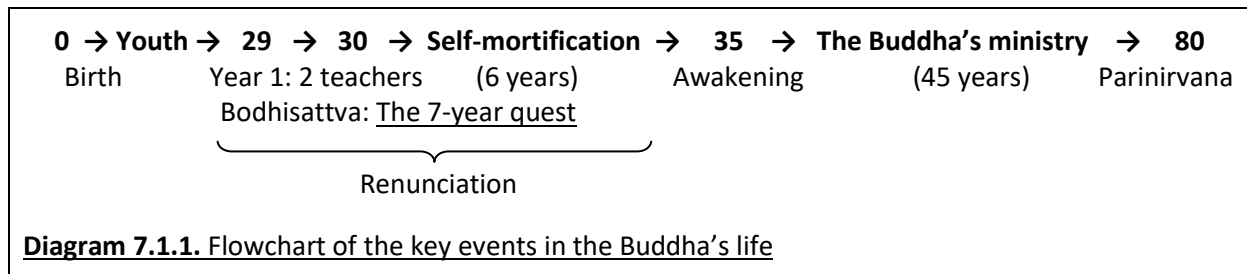 0 → Youth → 29 → 30 → Self-mortification → 35 → The Buddha’s ministry → 80
Birth Year 1: 2 teachers (6 years) Awakening (45 years) Parinirvana
Bodhisattva: The 7-year quest
Renunciation
Diagram 7.1.1. Flowchart of the key events in the Buddha’s life